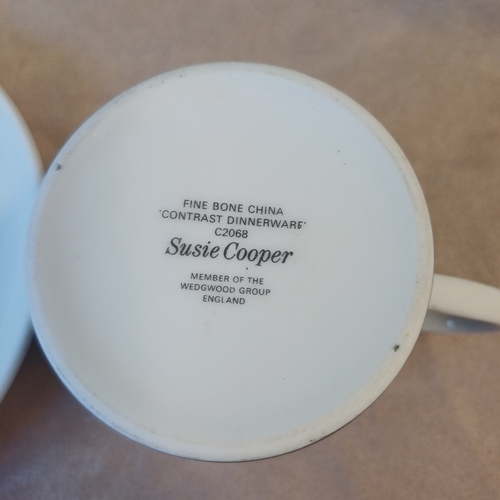 FINE BONE CHINA
'CONTRAST DINNERWARE'
C2068
Susie Cooper
MEMBER OF THE
WEDGWOOD GROUP
ENGLAND